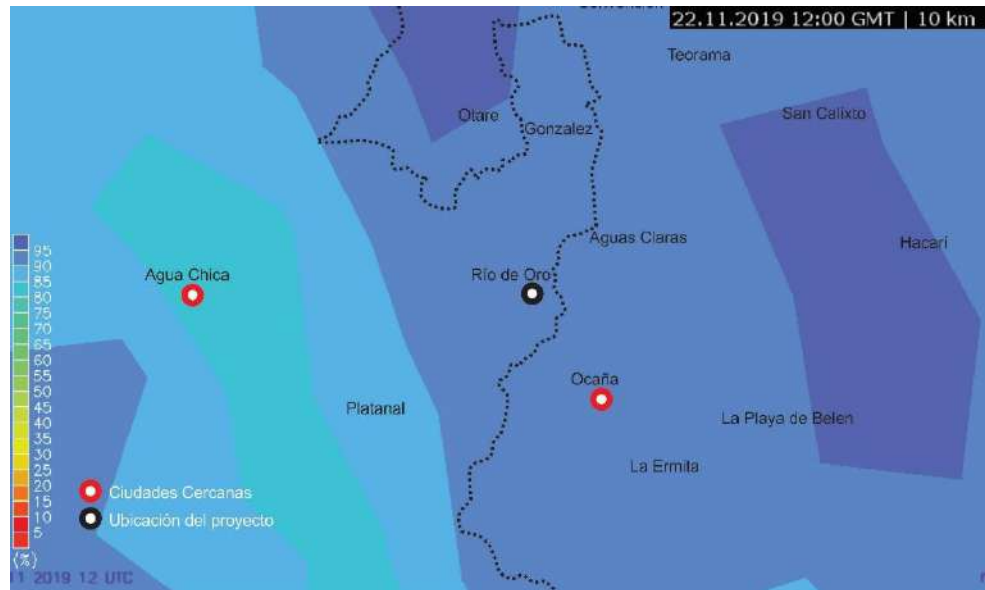 22.11.2019 12:00 GMT | 10 km
Teorama
San Calixto
Otare
Gonzalez
Aguas Claras
Hacarí
Agua Chica
Río de Oro
Ocaña
Platanal
La Playa de Belen
La Ermita
95
90
85
80
75
70
65
60
55
50
45
40
35
30
25
20
15
10
5
(%)
Ciudades Cercanas
Ubicación del proyecto
11 2019 12 UTC